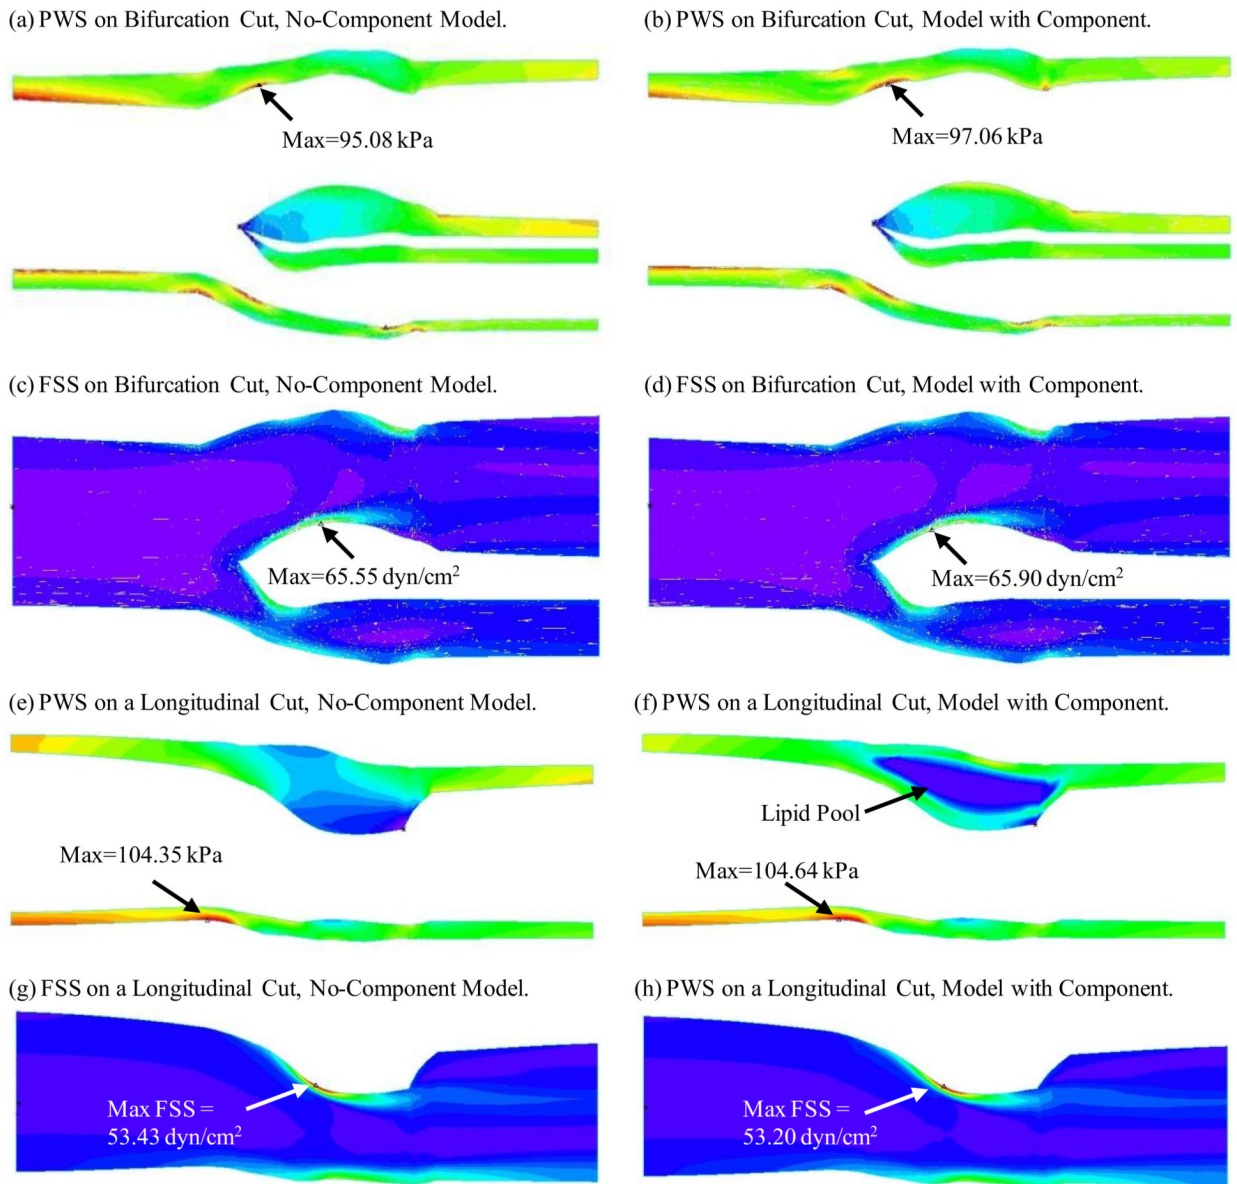 (a) PWS on Bifurcation Cut, No-Component Model.
(b) PWS on Bifurcation Cut, Model with Component.
Max=95.08 kPa
Max=97.06 kPa
(c) FSS on Bifurcation Cut, No-Component Model.
(d) FSS on Bifurcation Cut, Model with Component.
Max=65.55 dyn/cm²
Max=65.90 dyn/cm²
(e) PWS on a Longitudinal Cut, No-Component Model.
(f) PWS on a Longitudinal Cut, Model with Component.
Lipid Pool
Max=104.35 kPa
Max=104.64 kPa
(g) FSS on a Longitudinal Cut, No-Component Model.
(h) PWS on a Longitudinal Cut, Model with Component.
Max FSS =
53.43 dyn/cm²
Max FSS =
53.20 dyn/cm²